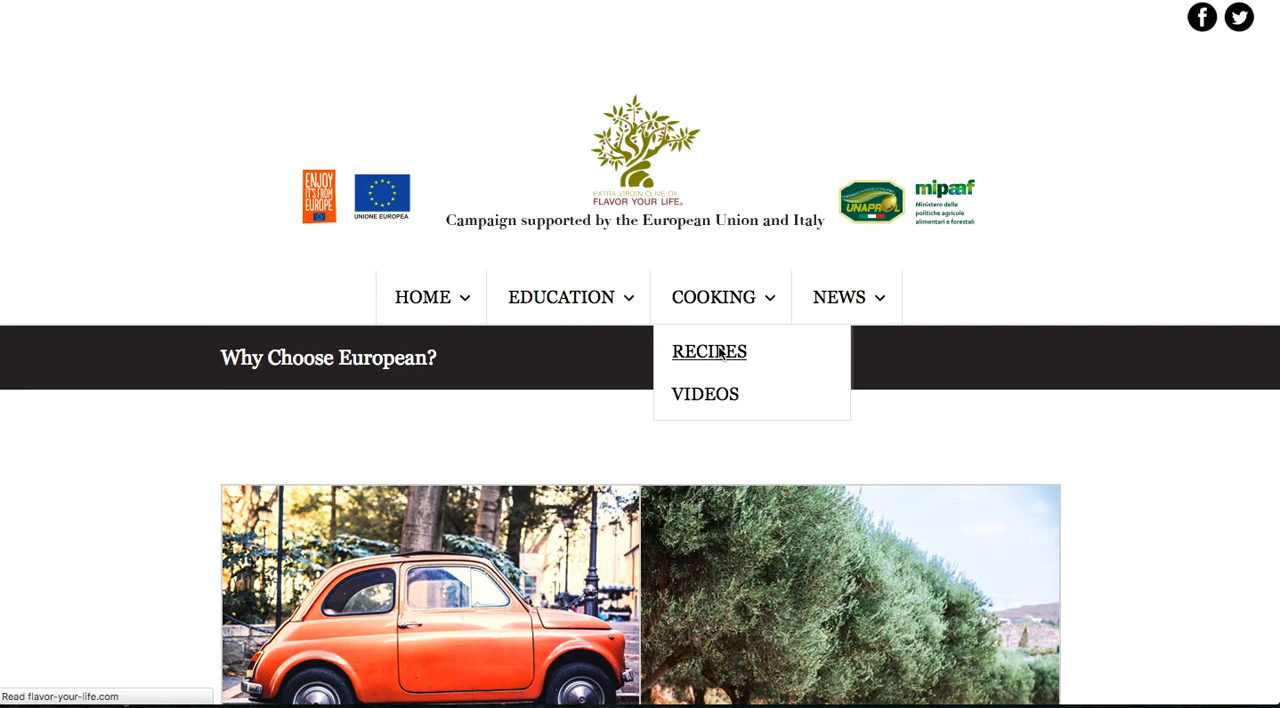 ENJOY
IT'S FROM
EUROPE
UNIONE EUROPEA
EXTRA VIRGIN OLIVE OIL
FLAVOR YOUR LIFE
Campaign supported by the European Union and Italy
UNAPROL
mipaaf
Ministero delle
politiche agricole
alimentari e forestali
HOME
EDUCATION
COOKING
NEWS
RECIPES
VIDEOS
Why Choose European?
Read flavor-your-life.com